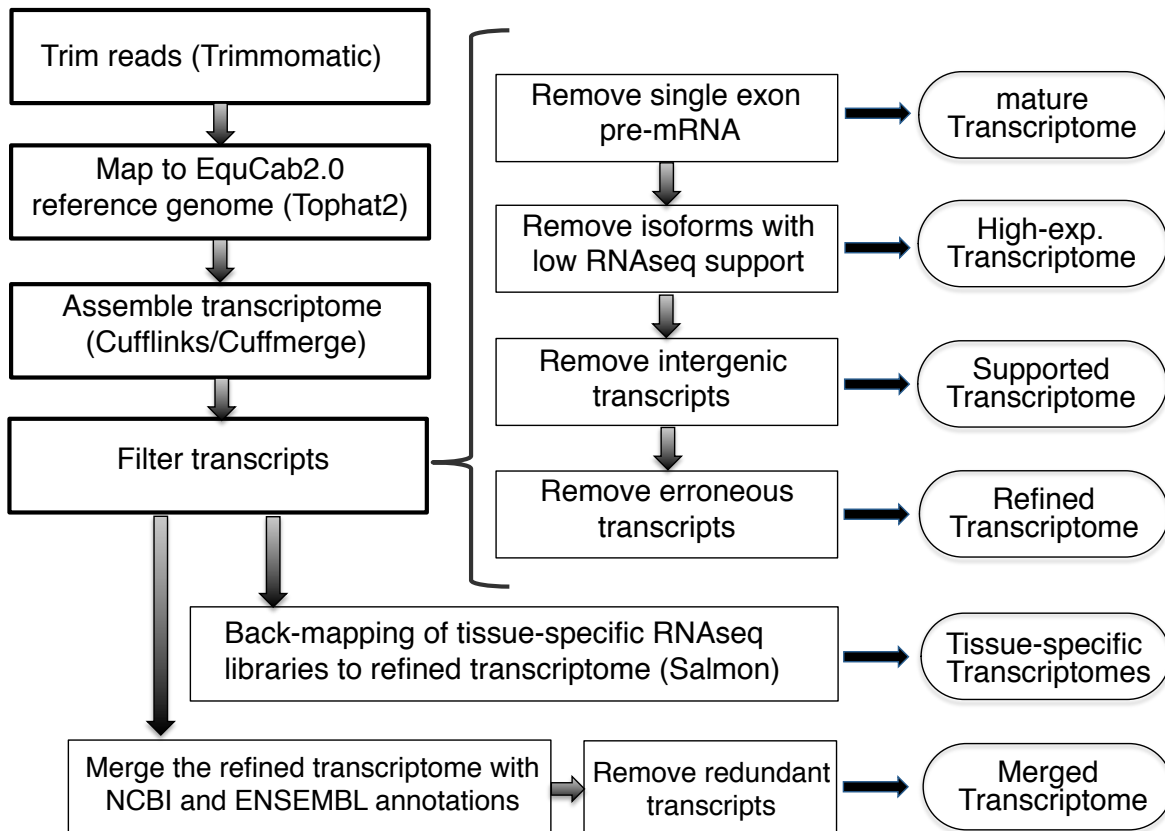 Trim reads (Trimmomatic)
Map to EquCab2.0
reference genome (Tophat2)
Assemble transcriptome
(Cufflinks/Cuffmerge)
Filter transcripts
Remove single exon
pre-mRNA
mature
Transcriptome
Remove isoforms with
low RNAseq support
High-exp.
Transcriptome
Remove intergenic
transcripts
Supported
Transcriptome
Remove erroneous
transcripts
Refined
Transcriptome
Back-mapping of tissue-specific RNAseq
libraries to refined transcriptome (Salmon)
Tissue-specific
Transcriptomes
Merge the refined transcriptome with
NCBI and ENSEMBL annotations
Remove redundant
transcripts
Merged
Transcriptome